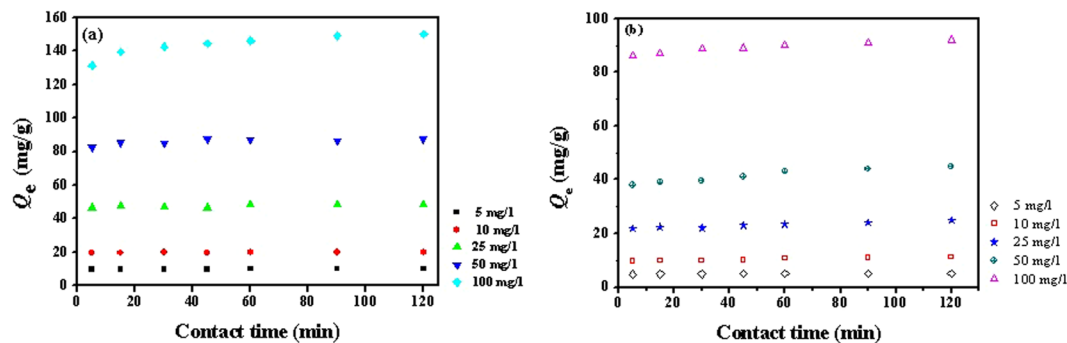 (a)
160
140
120
100
80
60
40
20
0
Qe (mg/g)
0 20 40 60 80 100 120
Contact time (min)
5 mg/l
10 mg/l
25 mg/l
50 mg/l
100 mg/l
(b)
100
80
60
40
20
0
Qe (mg/g)
0 20 40 60 80 100 120
Contact time (min)
5 mg/l
10 mg/l
25 mg/l
50 mg/l
100 mg/l